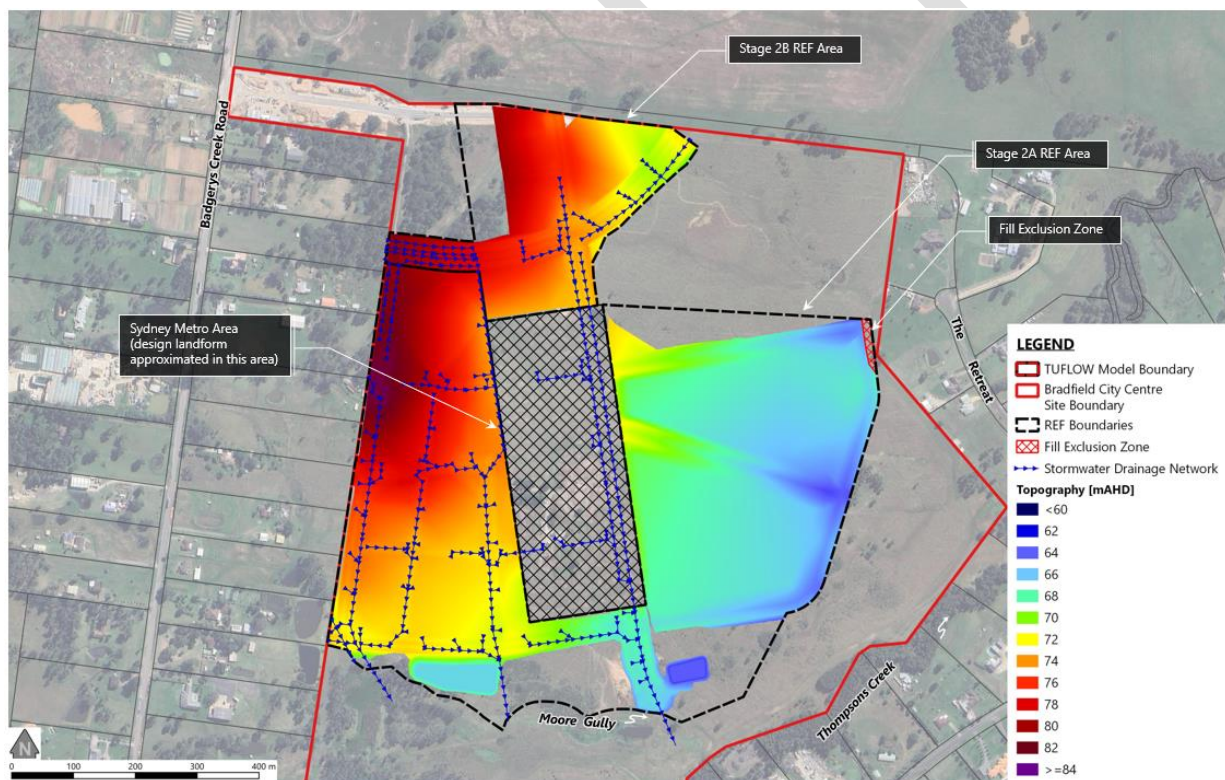 Stage 2B REF Area
Stage 2A REF Area
Fill Exclusion Zone
Badgerys Creek Road
Sydney Metro Area
(design landform
approximated in this area)
The Retreat
Moore Gully
Thompsons Creek
LEGEND
TUFLOW Model Boundary
Bradfield City Centre
Site Boundary
REF Boundaries
Fill Exclusion Zone
Stormwater Drainage Network
Topography [mAHD]
<60
62
64
66
68
70
72
74
76
78
80
82
>=84
N
0 100 200 300 400 m